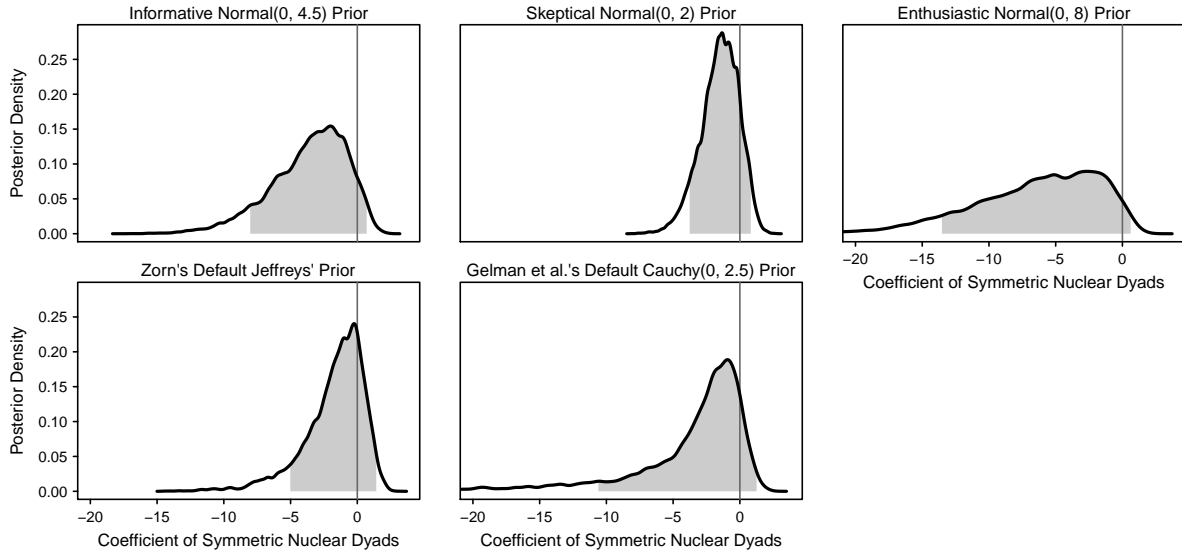 Informative Normal(0, 4.5) Prior
Skeptical Normal(0, 2) Prior
Enthusiastic Normal(0, 8) Prior
Posterior Density
0.25
0.20
0.15
0.10
0.05
0.00
−20 −15 −10 −5 0
Coefficient of Symmetric Nuclear Dyads
Zorn's Default Jeffreys' Prior
Gelman et al.'s Default Cauchy(0, 2.5) Prior
Posterior Density
0.25
0.20
0.15
0.10
0.05
0.00
−20 −15 −10 −5 0
Coefficient of Symmetric Nuclear Dyads
−20 −15 −10 −5 0
Coefficient of Symmetric Nuclear Dyads